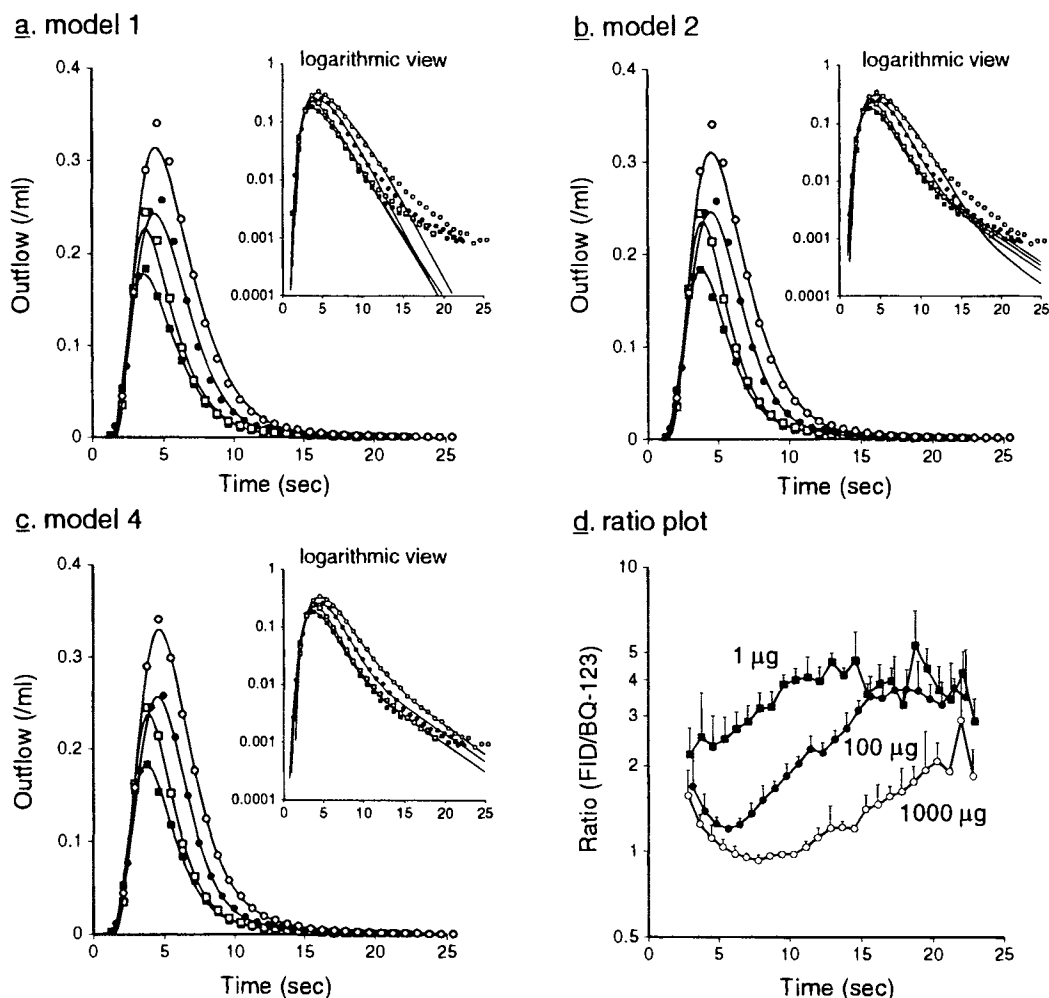 a. model 1
logarithmic view
1
0.1
0.01
0.001
0.0001
0 5 10 15 20 25
0.4
0.3
0.2
0.1
0
Outflow (/ml)
0 5 10 15 20 25
Time (sec)
b. model 2
logarithmic view
1
0.1
0.01
0.001
0.0001
0 5 10 15 20 25
0.4
0.3
0.2
0.1
0
Outflow (/ml)
0 5 10 15 20 25
Time (sec)
c. model 4
logarithmic view
1
0.1
0.01
0.001
0.0001
0 5 10 15 20 25
0.4
0.3
0.2
0.1
0
Outflow (/ml)
0 5 10 15 20 25
Time (sec)
d. ratio plot
10
5
4
3
2
1
0.5
Ratio (FID/BQ-123)
1 μg
100 μg
1000 μg
0 5 10 15 20 25
Time (sec)